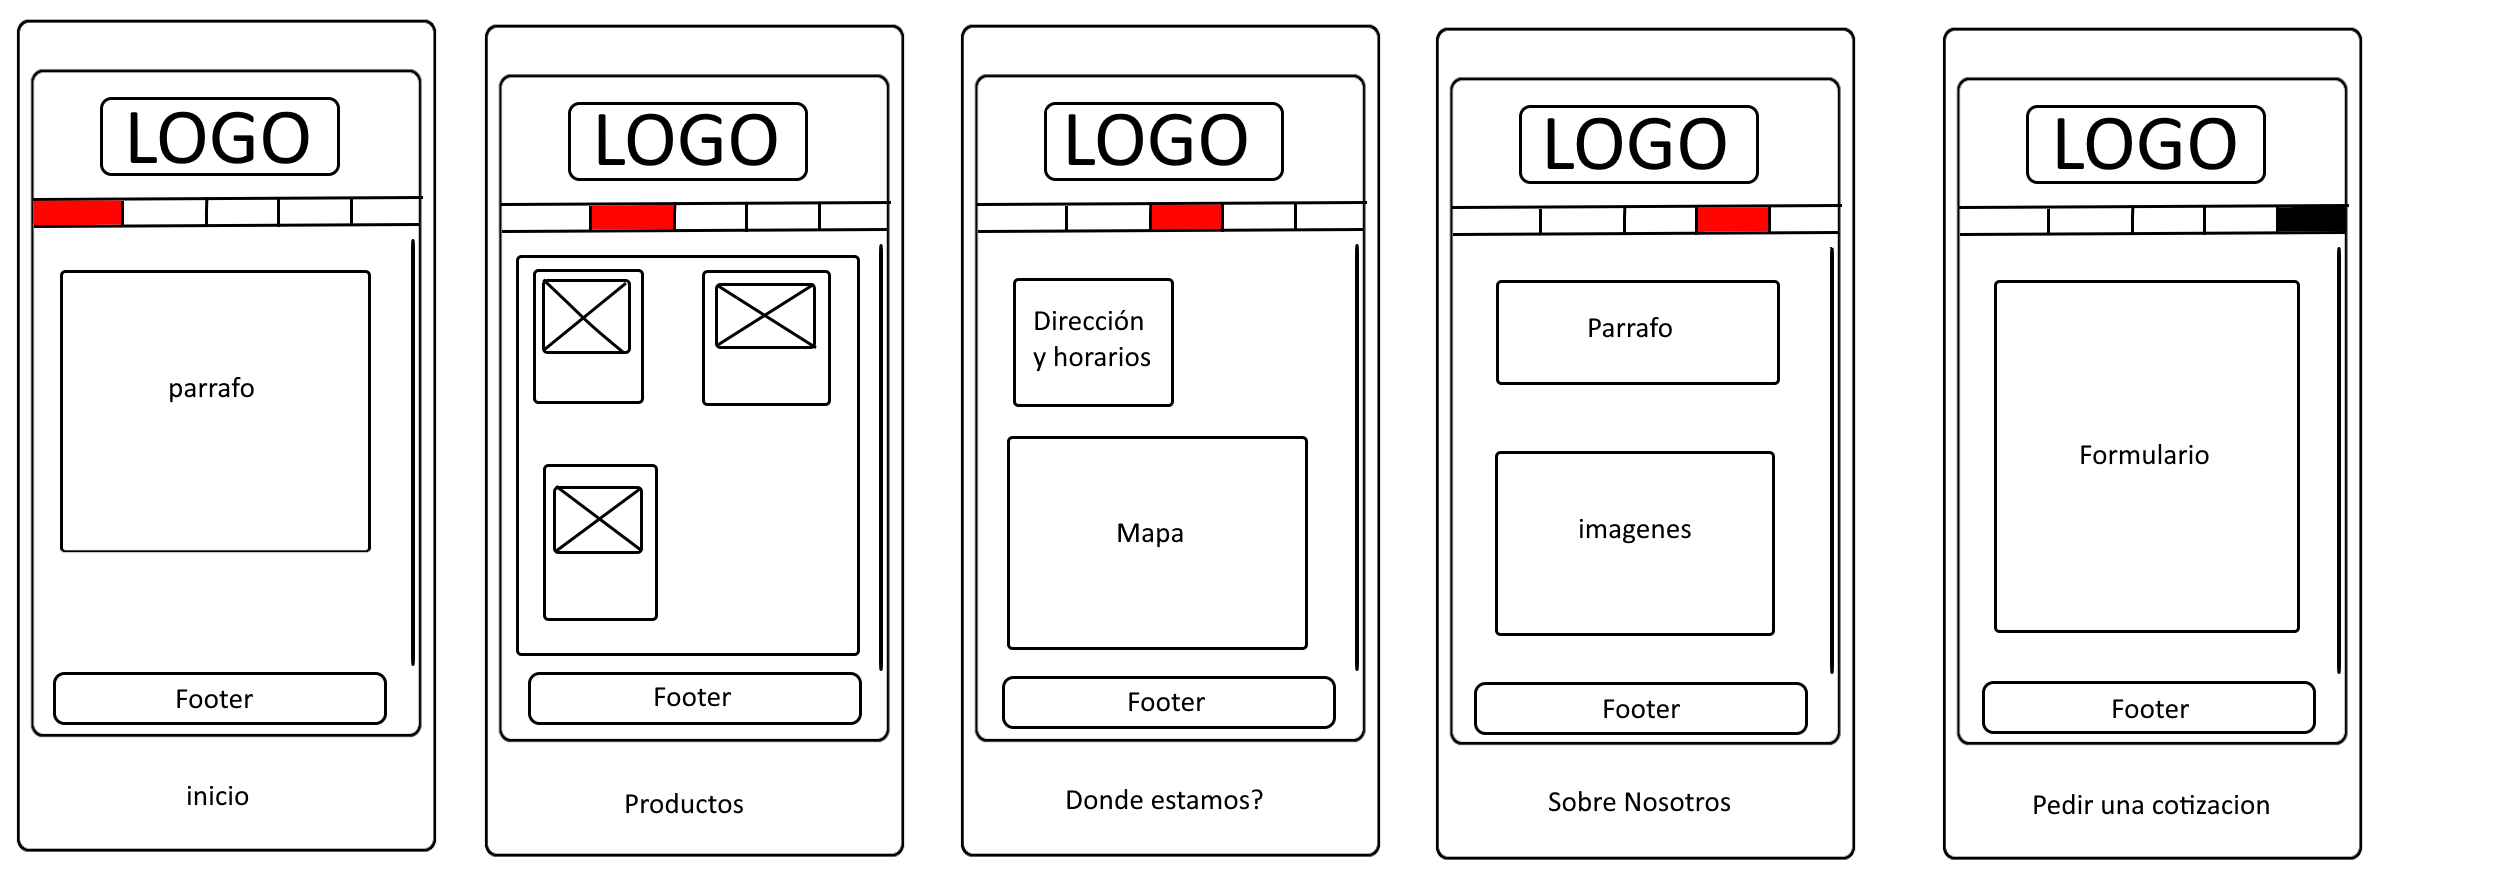 LOGO
parrafo
Footer
inicio
LOGO
Footer
Productos
LOGO
Dirección
y horarios
Mapa
Footer
Donde estamos?
LOGO
Parrafo
imagenes
Footer
Sobre Nosotros
LOGO
Formulario
Footer
Pedir una cotizacion